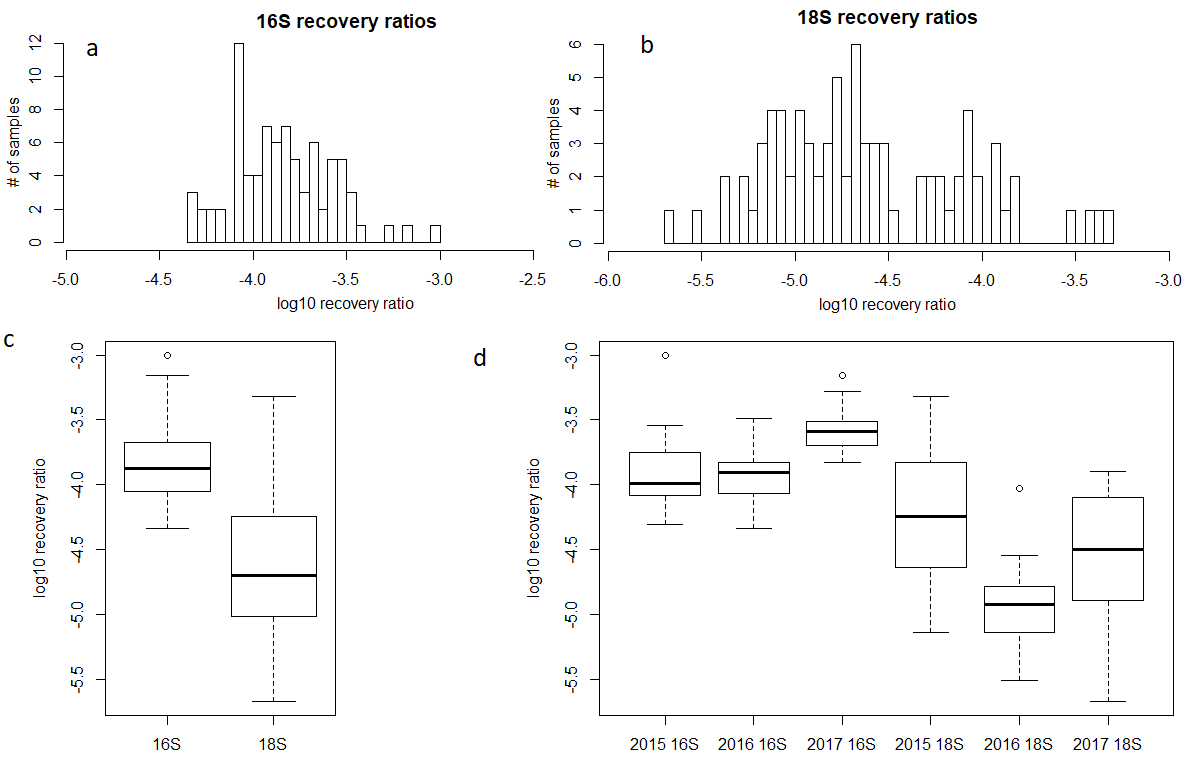 16S recovery ratios
a
# of samples
0
2
4
6
8
10
12
-5.0 -4.5 -4.0 -3.5 -3.0 -2.5
log10 recovery ratio
18S recovery ratios
b
# of samples
0
1
2
3
4
5
6
-6.0 -5.5 -5.0 -4.5 -4.0 -3.5 -3.0
log10 recovery ratio
c
log10 recovery ratio
-3.0
-3.5
-4.0
-4.5
-5.0
-5.5
16S 18S
d
log10 recovery ratio
-3.0
-3.5
-4.0
-4.5
-5.0
-5.5
2015 16S 2016 16S 2017 16S 2015 18S 2016 18S 2017 18S